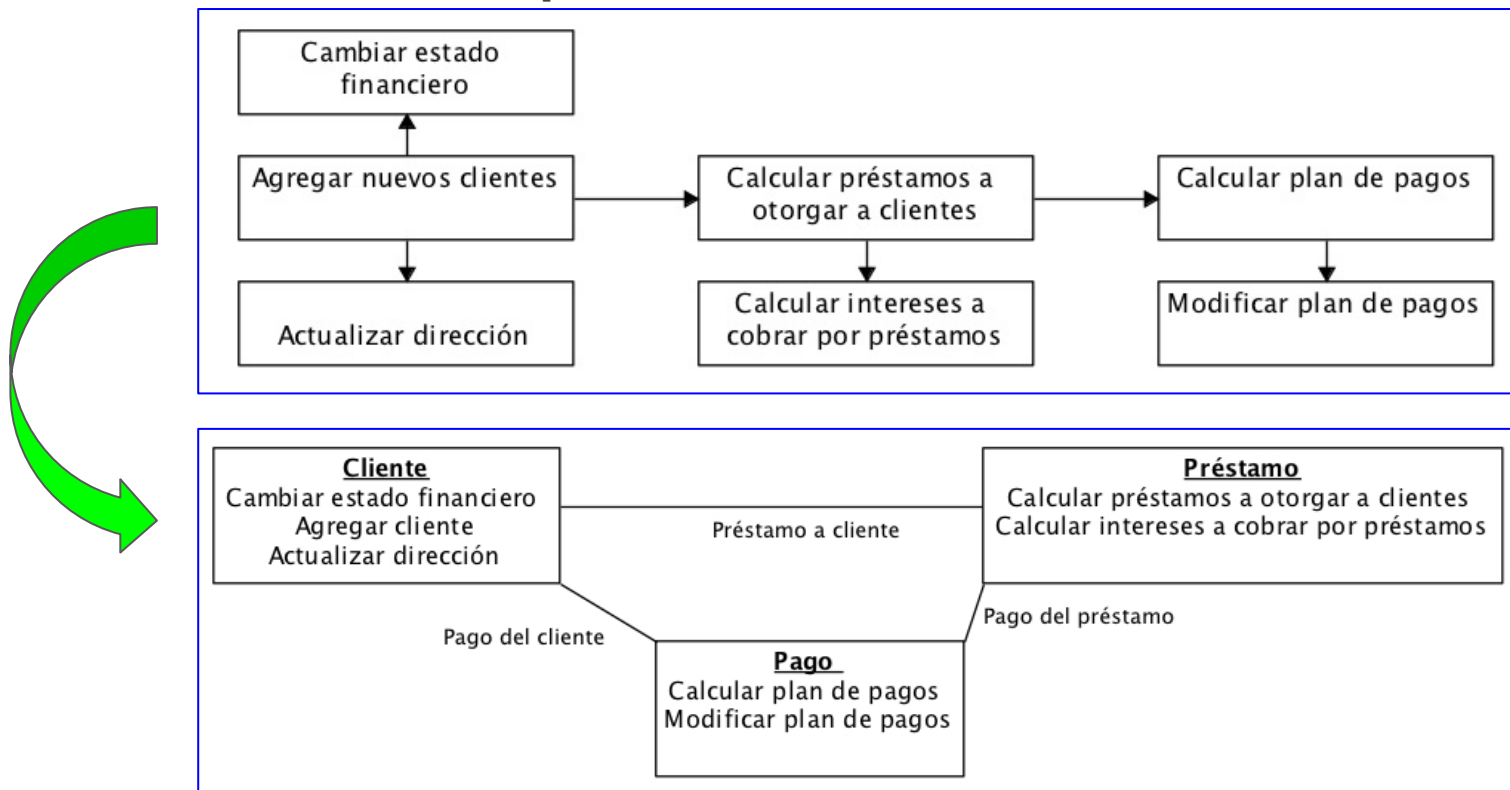 Cambiar estado
financiero
Agregar nuevos clientes
Calcular préstamos a
otorgar a clientes
Calcular plan de pagos
Actualizar dirección
Calcular intereses a
cobrar por préstamos
Modificar plan de pagos
Cliente
Cambiar estado financiero
Agregar cliente
Actualizar dirección
Préstamo a cliente
Préstamo
Calcular préstamos a otorgar a clientes
Calcular intereses a cobrar por préstamos
Pago del cliente
Pago del préstamo
Pago
Calcular plan de pagos
Modificar plan de pagos